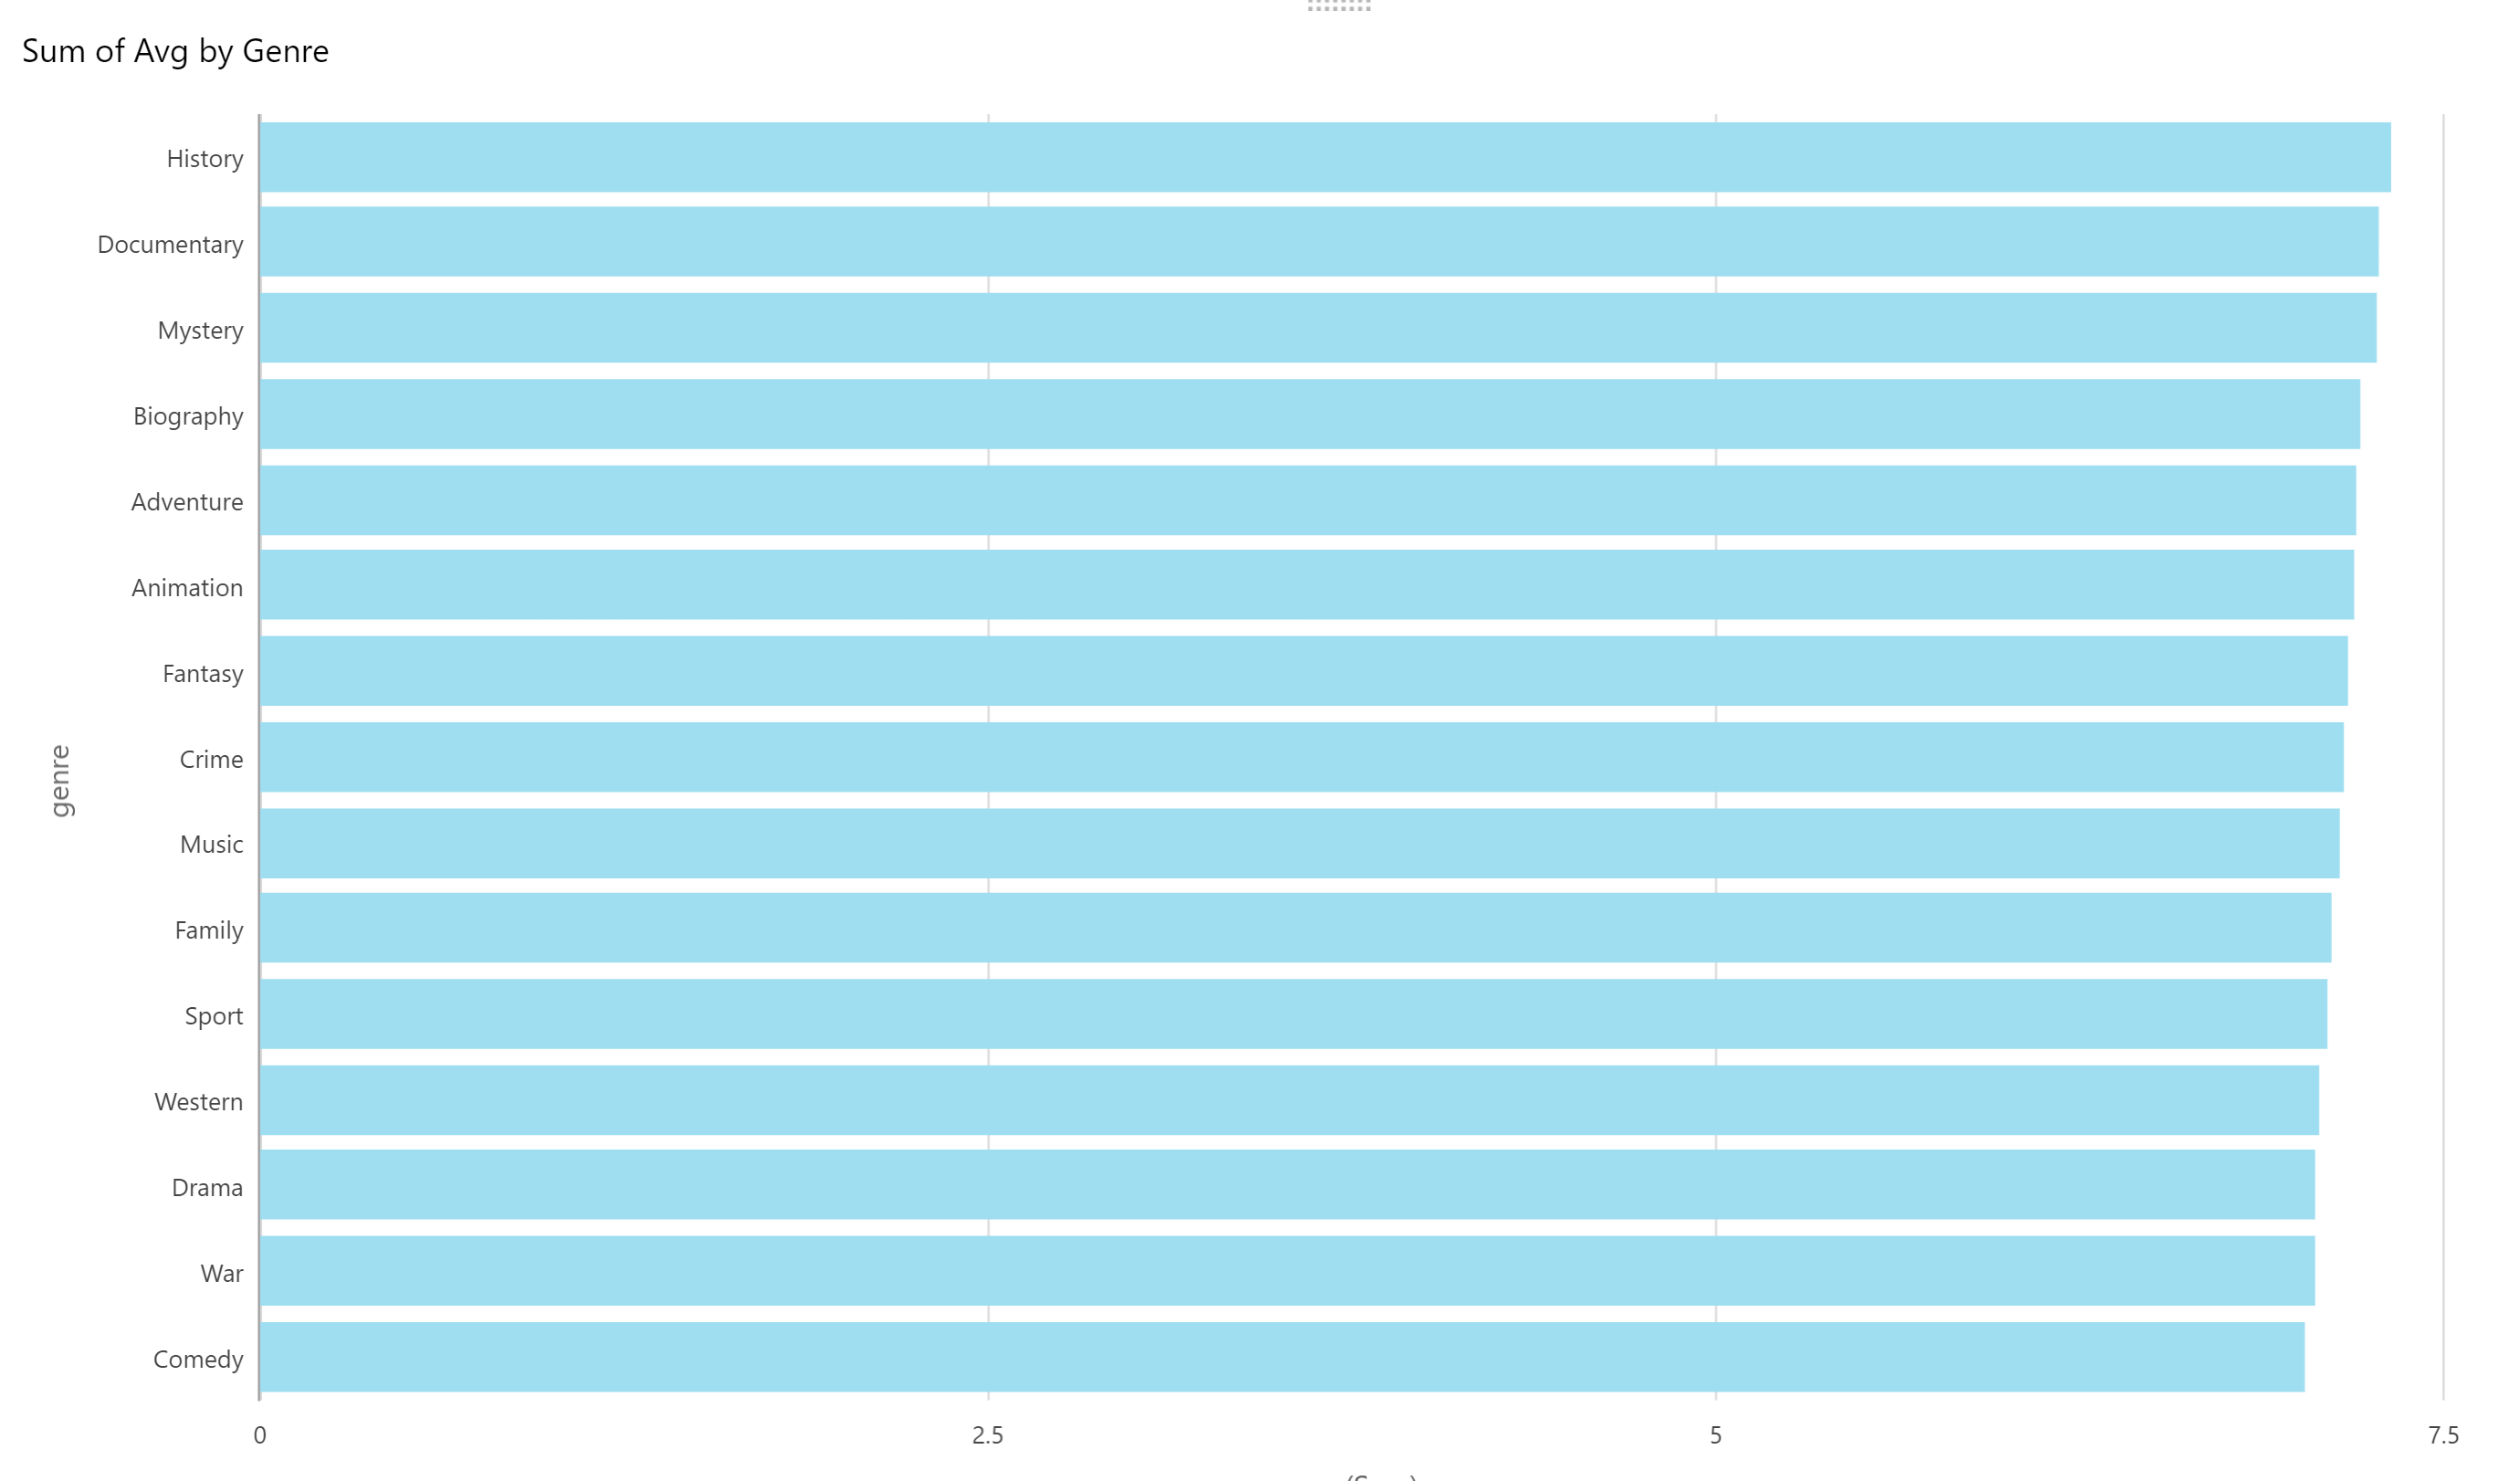 Sum of Avg by Genre
History
Documentary
Mystery
Biography
Adventure
Animation
Fantasy
Crime
genre
Music
Family
Sport
Western
Drama
War
Comedy
0 2.5 5 7.5